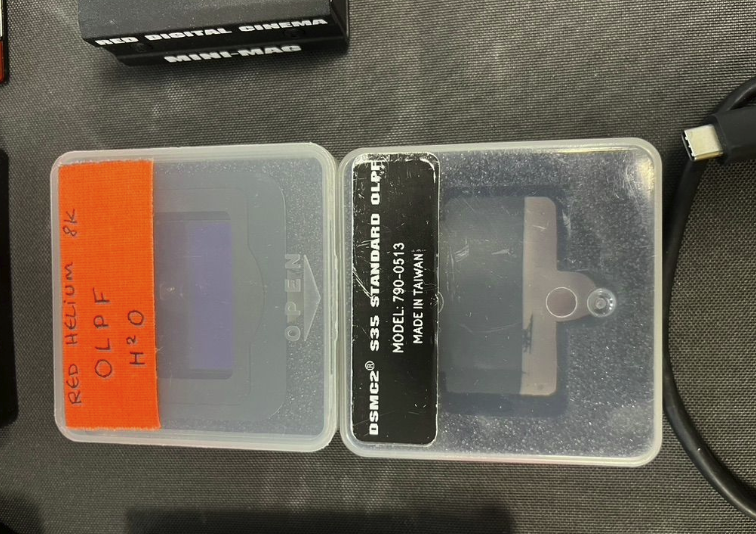 RED DIGITAL CINEMA
MINI-MAG
RED HELIUM 8K
OLPF
H²O
OPEN
DSMC2® S35 STANDARD OLPF
MODEL: 790-0513
MADE IN TAIWAN